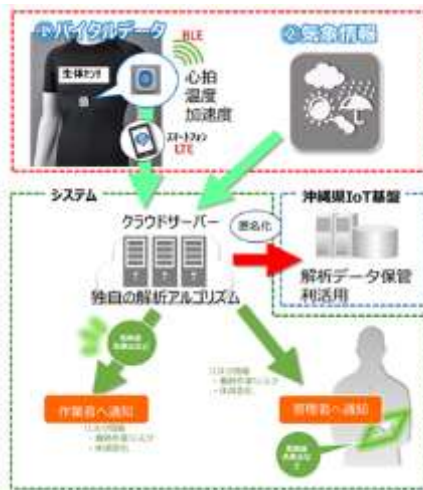 ①バイタルデータ
②気象情報
BLE
生体センサ
心拍
温度
加速度
スマートフォン
LTE
システム
沖縄県IoT基盤
クラウドサーバー
匿名化
独自の解析アルゴリズム
解析データ保管
利活用
作業者へ通知
管理者へ通知